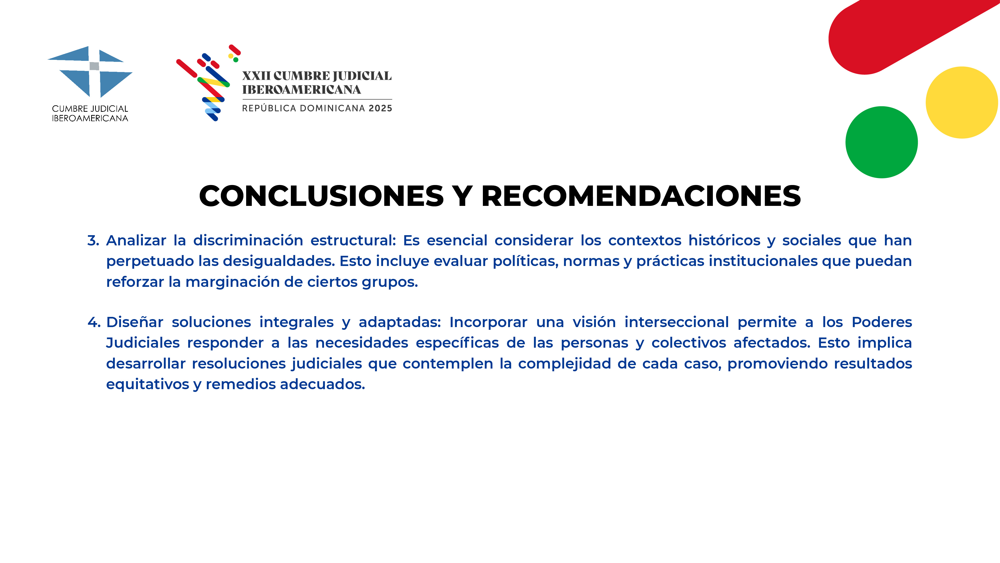 CUMBRE JUDICIAL
IBEROAMERICANA
XXII CUMBRE JUDICIAL
IBEROAMERICANA
REPÚBLICA DOMINICANA 2025
CONCLUSIONES Y RECOMENDACIONES
3. Analizar la discriminación estructural: Es esencial considerar los contextos históricos y sociales que han
perpetuado las desigualdades. Esto incluye evaluar políticas, normas y prácticas institucionales que puedan
reforzar la marginación de ciertos grupos.
4. Diseñar soluciones integrales y adaptadas: Incorporar una visión interseccional permite a los Poderes
Judiciales responder a las necesidades específicas de las personas y colectivos afectados. Esto implica
desarrollar resoluciones judiciales que contemplen la complejidad de cada caso, promoviendo resultados
equitativos y remedios adecuados.